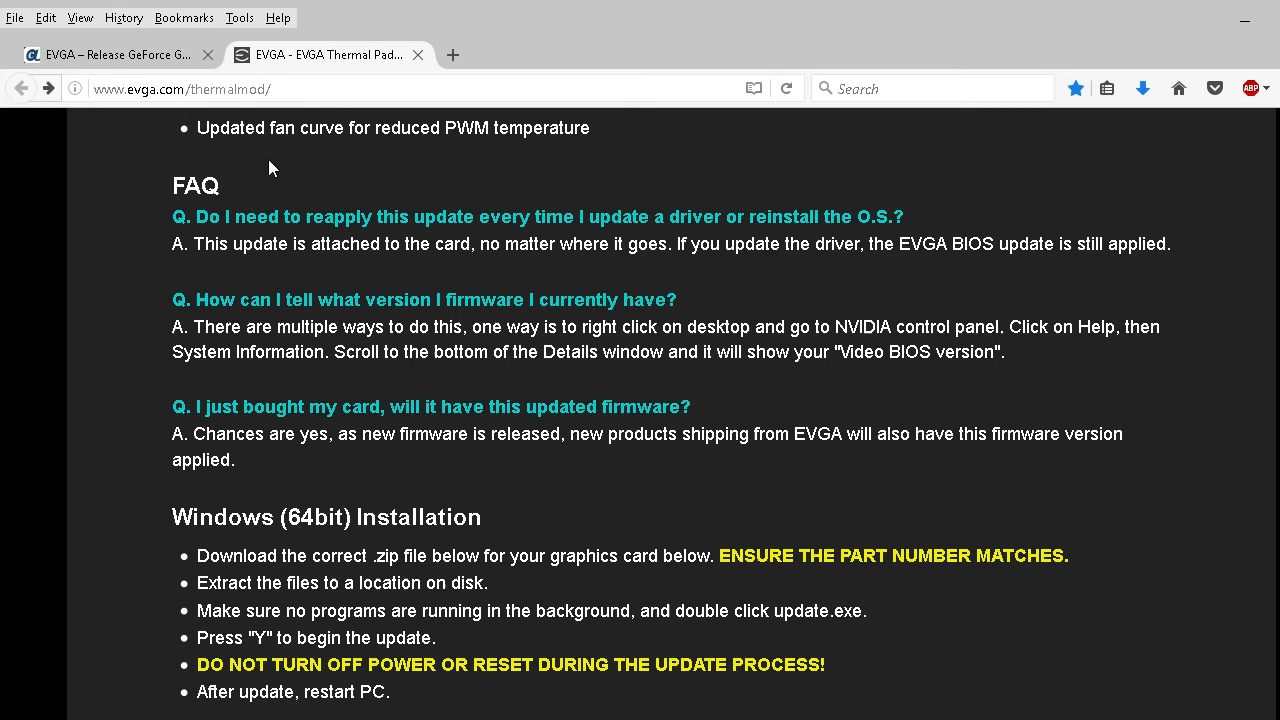 File Edit View History Bookmarks Tools Help
EVGA – Release GeForce G... EVGA - EVGA Thermal Pad...
www.evga.com/thermalmod/ Search ABP
• Updated fan curve for reduced PWM temperature
FAQ
Q. Do I need to reapply this update every time I update a driver or reinstall the O.S.?
A. This update is attached to the card, no matter where it goes. If you update the driver, the EVGA BIOS update is still applied.
Q. How can I tell what version I firmware I currently have?
A. There are multiple ways to do this, one way is to right click on desktop and go to NVIDIA control panel. Click on Help, then
System Information. Scroll to the bottom of the Details window and it will show your "Video BIOS version".
Q. I just bought my card, will it have this updated firmware?
A. Chances are yes, as new firmware is released, new products shipping from EVGA will also have this firmware version
applied.
Windows (64bit) Installation
• Download the correct .zip file below for your graphics card below. ENSURE THE PART NUMBER MATCHES.
• Extract the files to a location on disk.
• Make sure no programs are running in the background, and double click update.exe.
• Press "Y" to begin the update.
• DO NOT TURN OFF POWER OR RESET DURING THE UPDATE PROCESS!
• After update, restart PC.